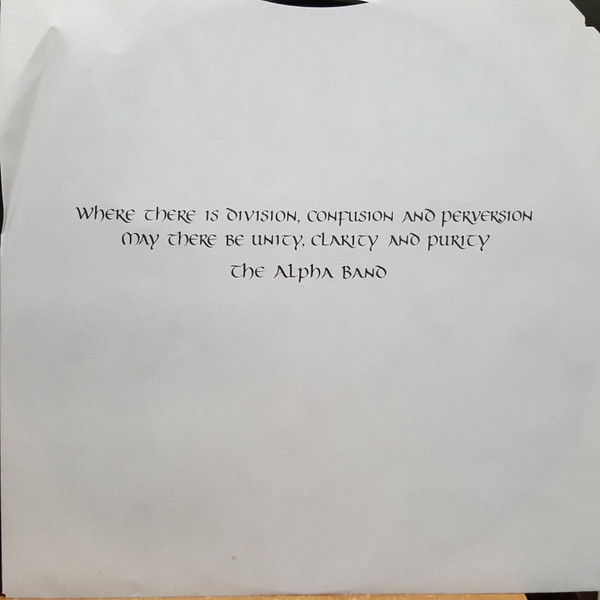 Where there is division, confusion and perversion
may there be unity, clarity and purity
the Alpha Band